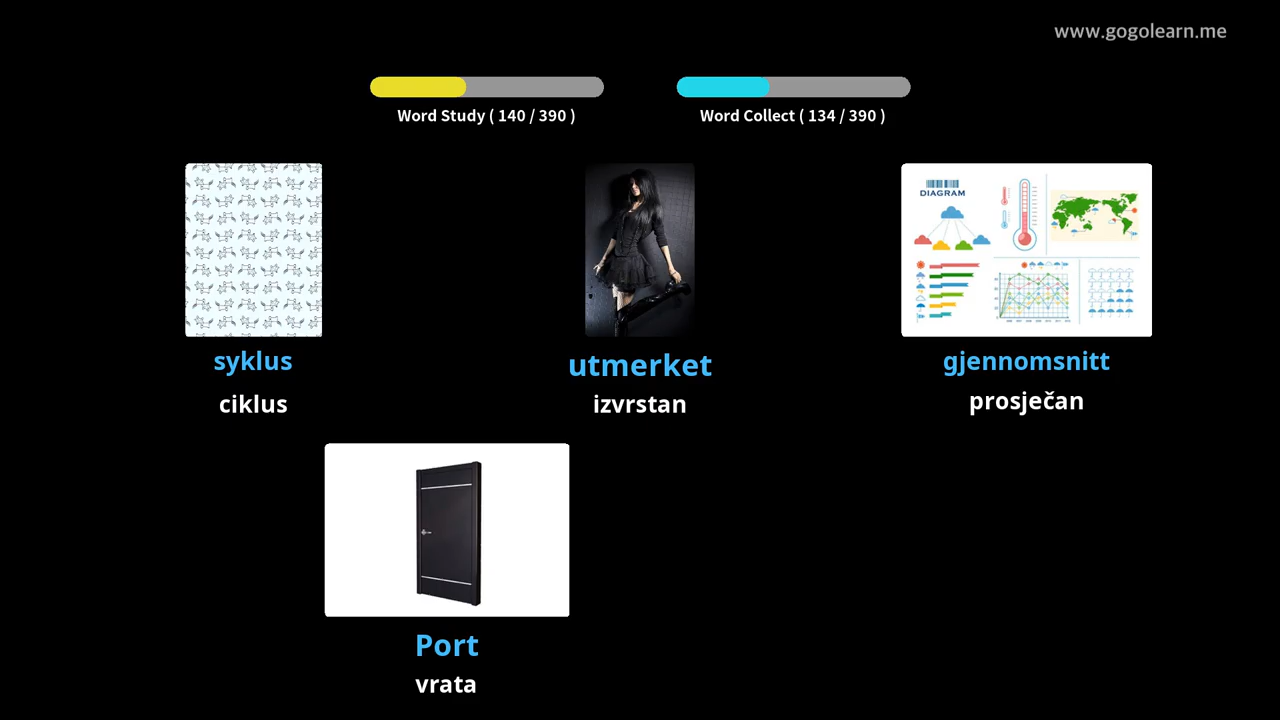 www.gogolearn.me
Word Study ( 140 / 390 )
Word Collect ( 134 / 390 )
DIAGRAM
syklus
utmerket
gjennomsnitt
ciklus
izvrstan
prosječan
Port
vrata